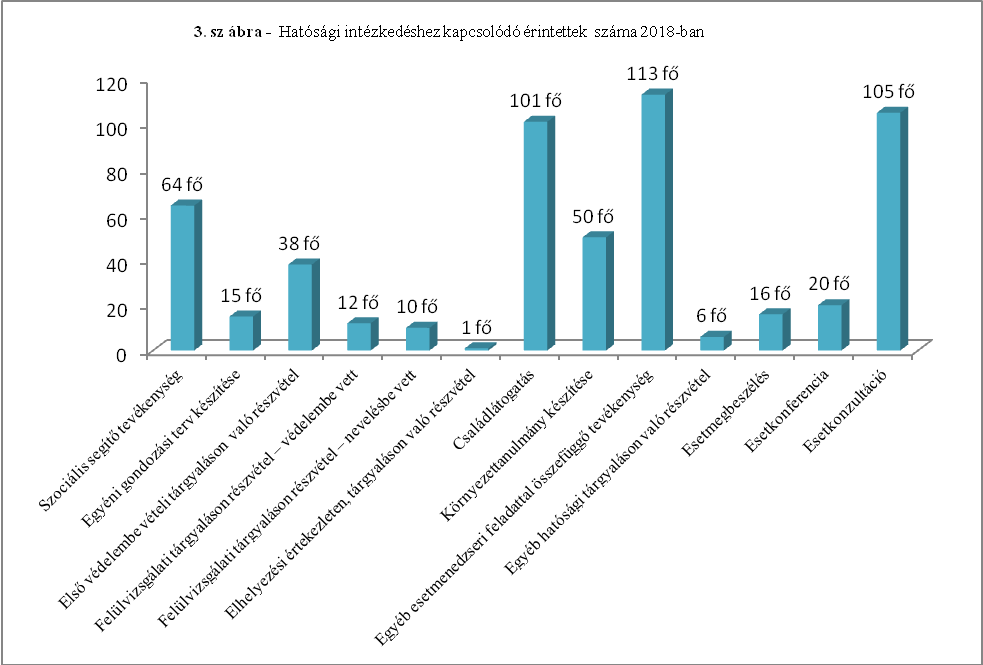 3. sz ábra - Hatósági intézkedéshez kapcsolódó érintettek száma 2018-ban
120
100
80
60
40
20
0
64 fő
15 fő
38 fő
12 fő
10 fő
1 fő
101 fő
50 fő
113 fő
6 fő
16 fő
20 fő
105 fő
Szociális segítő tevékenység
Egyéni gondozási terv készítése
Első védelembe vételi tárgyaláson való részvétel
Felülvizsgálati tárgyaláson részvétel – védelembe vett
Felülvizsgálati tárgyaláson részvétel – nevelésbe vett
Elhelyezési értekezleten, tárgyaláson való részvétel
Családlátogatás
Környezettanulmány készítése
Egyéb esetmenedzseri feladattal összefüggő tevékenység
Egyéb hatósági tárgyaláson való részvétel
Esetmegbeszélés
Esetkonferencia
Esetkonzultáció